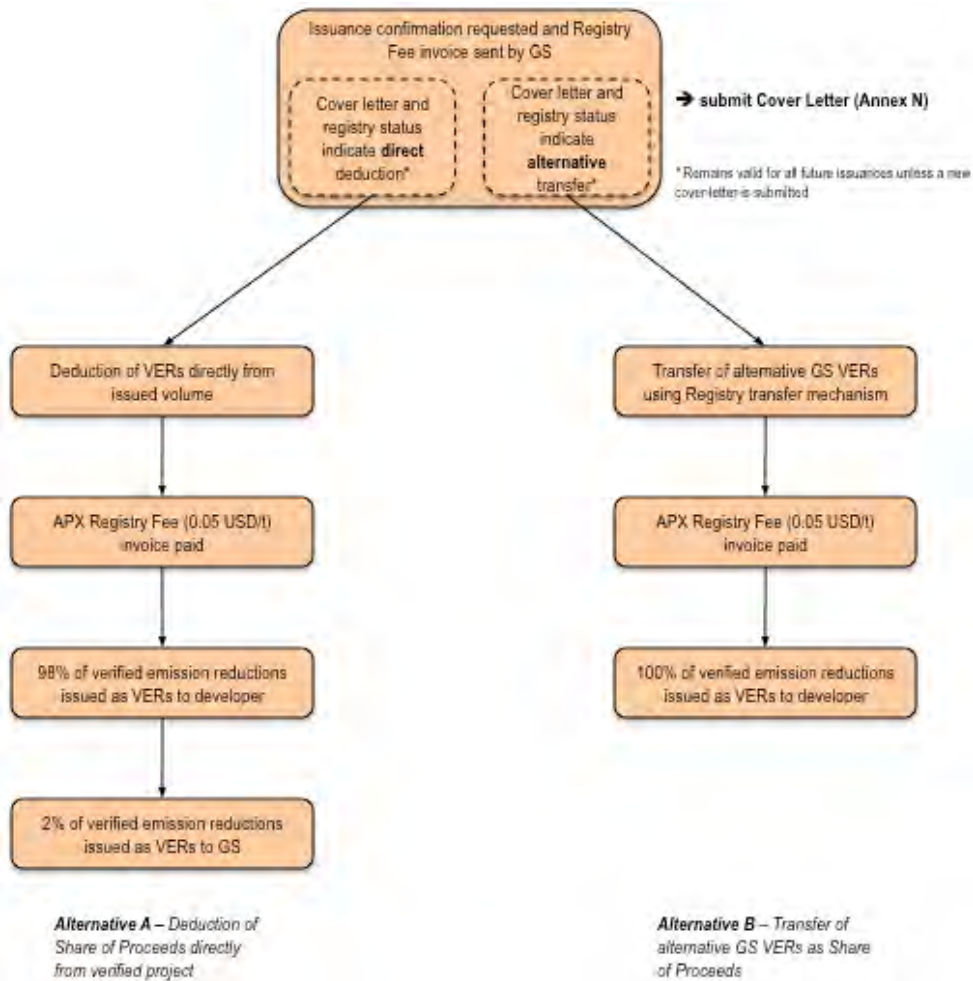 Issuance confirmation requested and Registry
Fee invoice sent by GS
Cover letter and
registry status
indicate direct
deduction*
Cover letter and
registry status
indicate
alternative
transfer*
➔ submit Cover Letter (Annex N)
* Remains valid for all future issuances unless a new
cover-letter-is submitted
Deduction of VERs directly from
issued volume
Transfer of alternative GS VERs
using Registry transfer mechanism
APX Registry Fee (0.05 USD/t)
invoice paid
APX Registry Fee (0.05 USD/t)
invoice paid
98% of verified emission reductions
issued as VERs to developer
100% of verified emission reductions
issued as VERs to developer
2% of verified emission reductions
issued as VERs to GS
Alternative A – Deduction of
Share of Proceeds directly
from verified project
Alternative B – Transfer of
alternative GS VERs as Share
of Proceeds